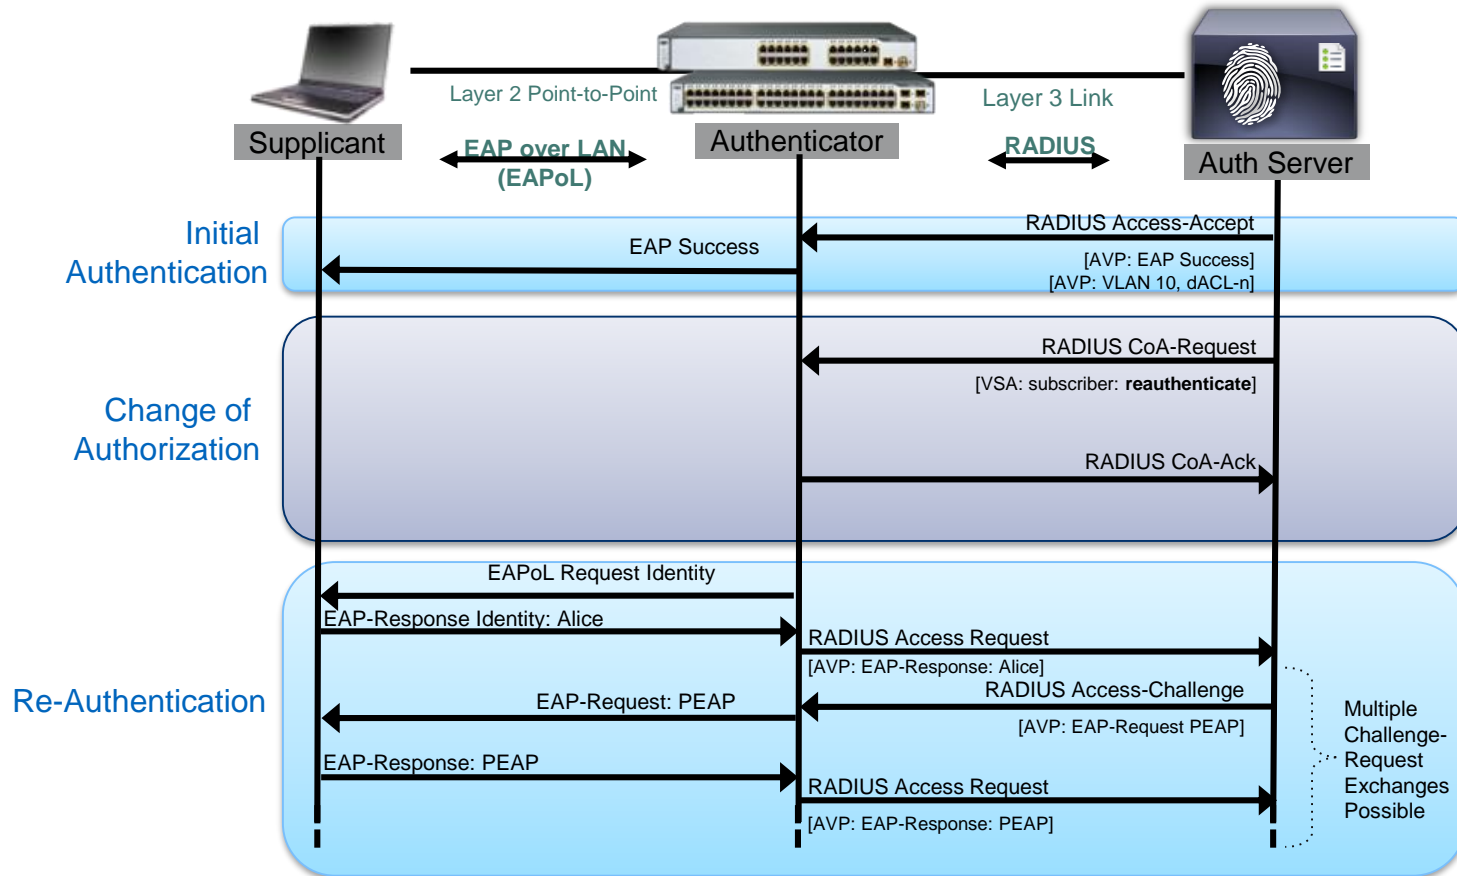 Layer 2 Point-to-Point
Layer 3 Link
Supplicant
Authenticator
Auth Server
EAP over LAN
(EAPoL)
RADIUS
Initial
Authentication
RADIUS Access-Accept
EAP Success
[AVP: EAP Success]
[AVP: VLAN 10, dACL-n]
Change of
Authorization
RADIUS CoA-Request
[VSA: subscriber: reauthenticate]
RADIUS CoA-Ack
Re-Authentication
EAPoL Request Identity
EAP-Response Identity: Alice
RADIUS Access Request
[AVP: EAP-Response: Alice]
RADIUS Access-Challenge
EAP-Request: PEAP
[AVP: EAP-Request PEAP]
EAP-Response: PEAP
RADIUS Access Request
[AVP: EAP-Response: PEAP]
Multiple
Challenge-
Request
Exchanges
Possible